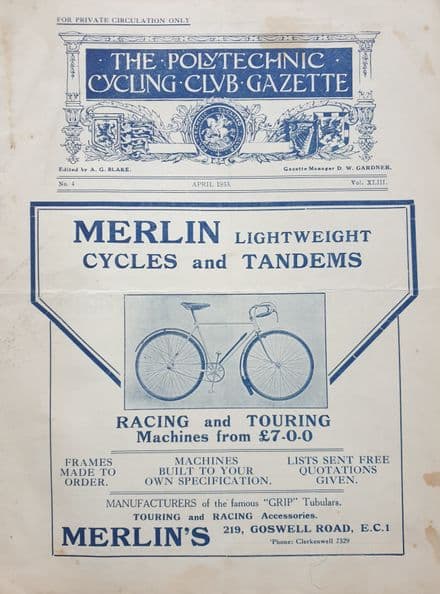 FOR PRIVATE CIRCULATION ONLY
THE · POLYTECHNIC
CYCLING · CLVB · GAZETTE
Edited by A. G. BLAKE.
Gazette Manager D. W. GARDNER.
No. 4 APRIL 1933. Vol. XLIII.
MERLIN LIGHTWEIGHT
CYCLES and TANDEMS
RACING and TOURING
Machines from £7-0-0
FRAMES
MADE TO
ORDER.
MACHINES
BUILT TO YOUR
OWN SPECIFICATION.
LISTS SENT FREE
QUOTATIONS
GIVEN.
MANUFACTURERS of the famous "GRIP" Tubulars.
TOURING and RACING Accessories.
MERLIN'S 219, GOSWELL ROAD, E.C.1
'Phone: Clerkenwell 7329